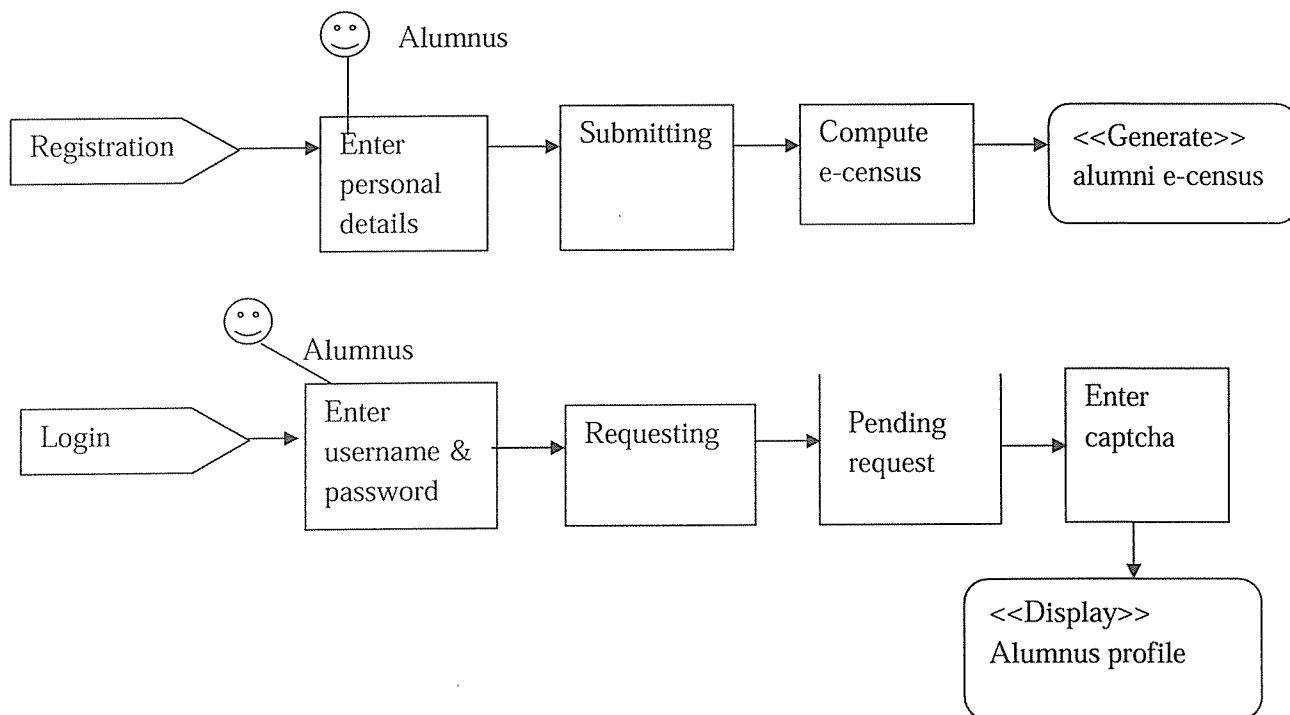 Alumnus
Registration
Enter
personal
details
Submitting
Compute
e-census
<<Generate>>
alumni e-census
Alumnus
Login
Enter
username &
password
Requesting
Pending
request
Enter
captcha
<<Display>>
Alumnus profile